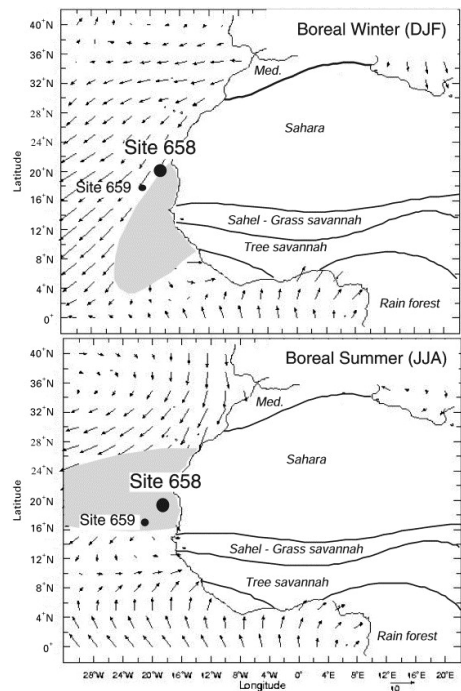 Boreal Winter (DJF)
40°N
36°N
Med.
32°N
28°N
Sahara
24°N
Site 658
20°N
Site 659
16°N
Sahel - Grass savannah
12°N
Tree savannah
8°N
4°N
Rain forest
0°
Latitude
Boreal Summer (JJA)
40°N
36°N
Med.
32°N
28°N
Sahara
24°N
Site 658
20°N
Site 659
16°N
Sahel - Grass savannah
12°N
Tree savannah
8°N
4°N
Rain forest
0°
Latitude
28°W 24°W 20°W 16°W 12°W 8°W 4°W 0° 4°E 8°E 12°E 16°E 20°E
Longitude
10